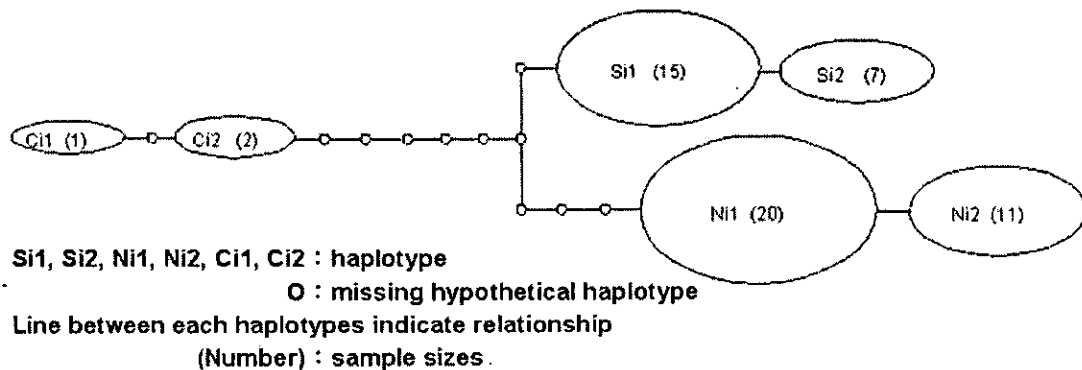 Si1 (15)
Si2 (7)
Ci1 (1)
Ci2 (2)
Ni1 (20)
Ni2 (11)
Si1, Si2, Ni1, Ni2, Ci1, Ci2 : haplotype
O : missing hypothetical haplotype
Line between each haplotypes indicate relationship
(Number) : sample sizes.